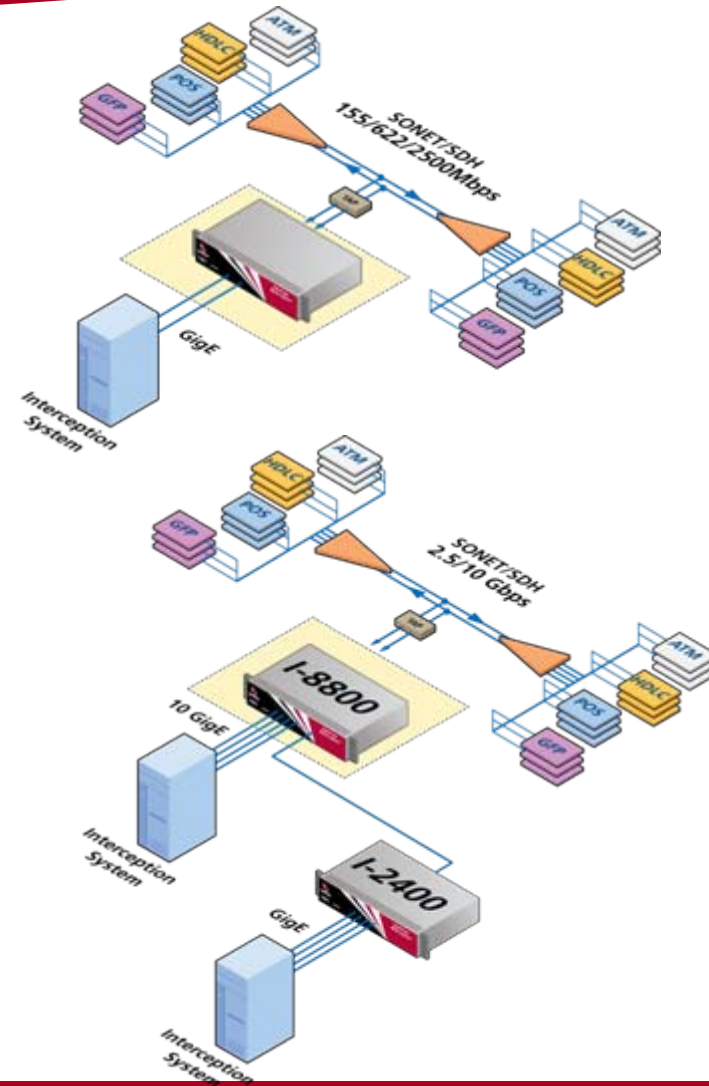 ATM
HDLC
POS
GFP
SONET/SDH
155/622/2500Mbps
TAP
ATM
HDLC
POS
GFP
GigE
Interception
System
ATM
HDLC
POS
GFP
SONET/SDH
2.5/10 Gbps
TAP
ATM
HDLC
POS
GFP
I-8800
10 GigE
Interception
System
I-2400
GigE
Interception
System